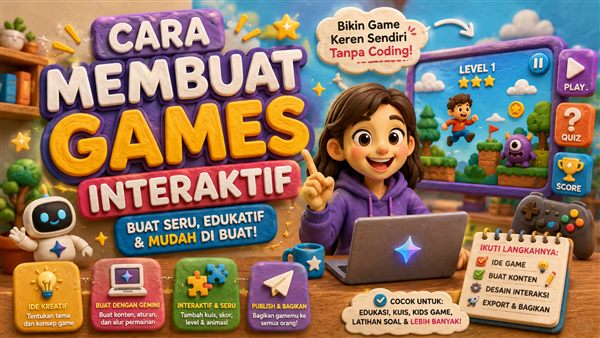 CARA
MEMBUAT
GAMES
INTERAKTIF
BUAT SERU, EDUKATIF
& MUDAH DI BUAT!
Bikin Game
Keren Sendiri
Tanpa Coding!
LEVEL 1
PLAY.
?
QUIZ.
SCORE
IDE KREATIF
Tentukan tema
dan konsep game
BUAT DENGAN GEMINI
Buat konten, aturan,
dan alur permainan
INTERAKTIF & SERU
Tambah kuis, skor,
level & animasi
PUBLISH & BAGIKAN
Bagikan gamemu ke
semua orang!
COCOK UNTUK:
EDUKASI, KUIS, KIDS GAME,
LATIHAN SOAL & LEBIH BANYAK!
IKUTI LANGKAHNYA:
IDE GAME
BUAT KONTEN
DESAIN INTERAKSI
EXPORT & BAGIKAN